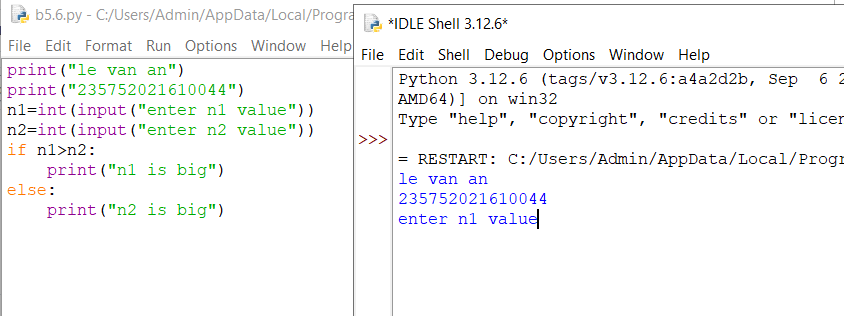 b5.6.py - C:/Users/Admin/AppData/Local/Progra
File Edit Format Run Options Window Help
print("le van an")
print("235752021610044")
n1=int(input("enter n1 value"))
n2=int(input("enter n2 value"))
if n1>n2:
    print("n1 is big")
else:
    print("n2 is big")
*IDLE Shell 3.12.6*
File Edit Shell Debug Options Window Help
Python 3.12.6 (tags/v3.12.6:a4a2d2b, Sep 6 2
AMD64)] on win32
Type "help", "copyright", "credits" or "licen
>>>
= RESTART: C:/Users/Admin/AppData/Local/Progr
le van an
235752021610044
enter n1 value